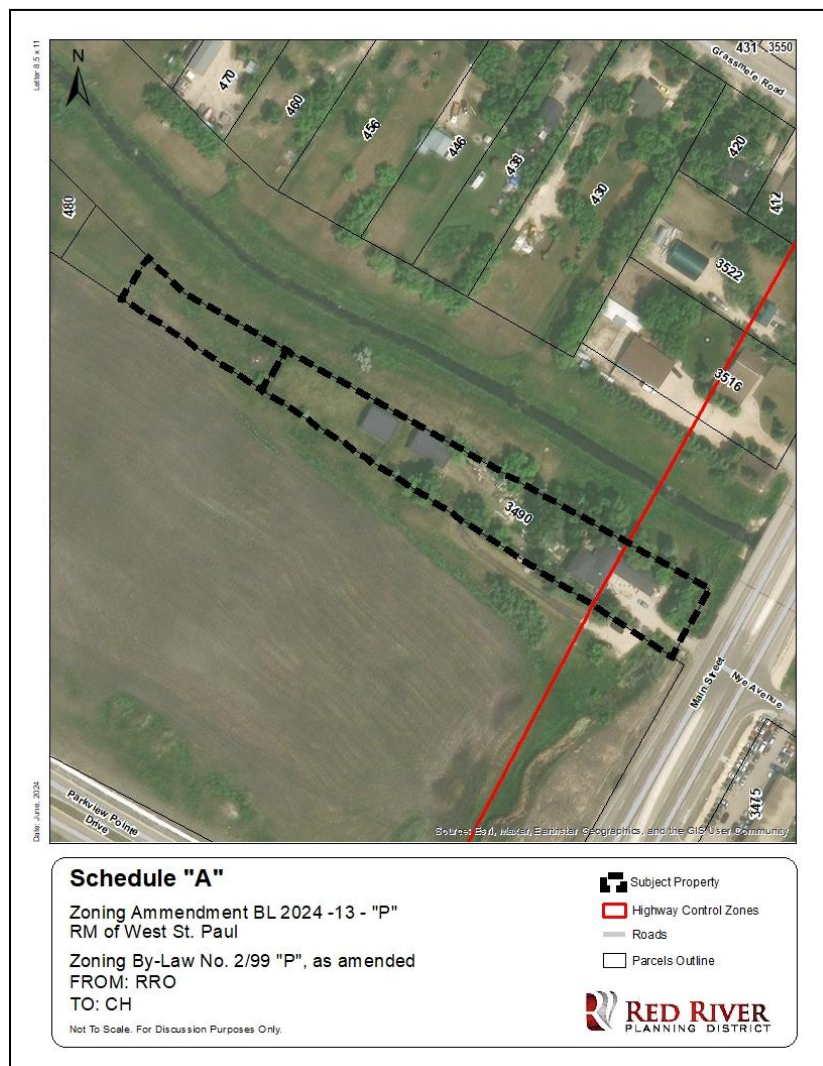 Letter 8.5 x 11
N
431
3550
Grassmere Road
470
460
456
446
438
430
420
412
480
3522
3516
3490
Main Street
Nye Avenue
3475
Parkview Pointe
Drive
Date: June, 2024
Source: Esri, Maxar, Earthstar Geographics, and the GIS User Community
Schedule "A"
Zoning Ammendment BL 2024 -13 - "P"
RM of West St. Paul
Zoning By-Law No. 2/99 "P", as amended
FROM: RRO
TO: CH
Not To Scale. For Discussion Purposes Only.
Subject Property
Highway Control Zones
Roads
Parcels Outline
RED RIVER
PLANNING DISTRICT